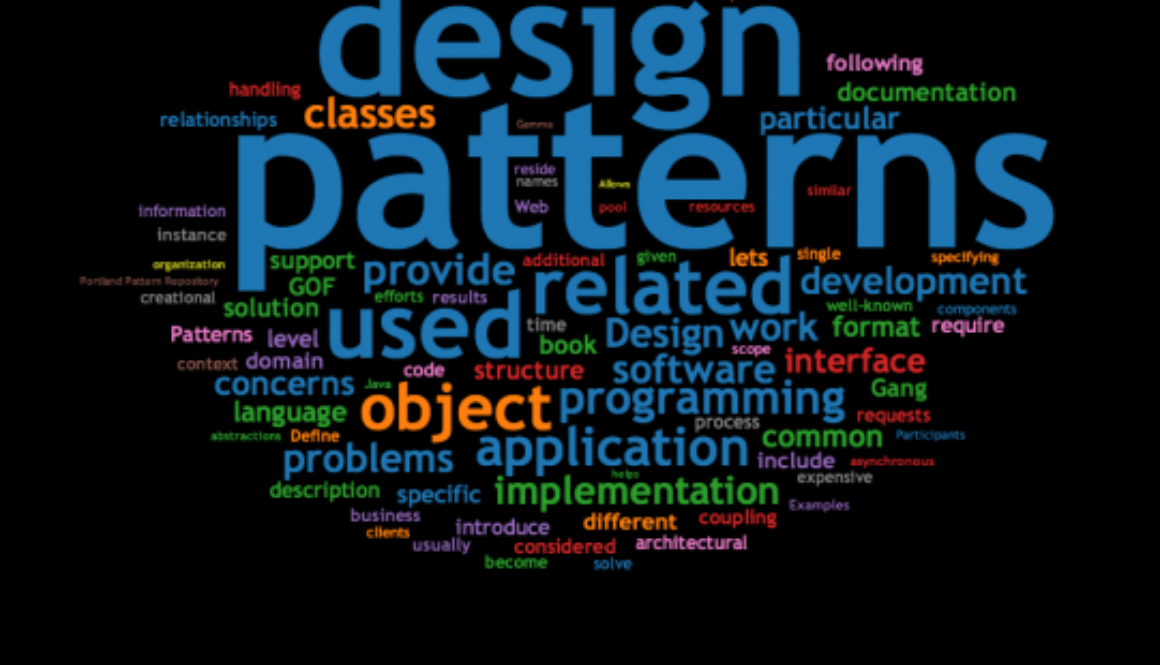 design
following
handling
documentation
classes
relationships
particular
Gamma
patterns
reside
names
Allows
similar
Web
pool
resources
information
instance
support
provide
additional
given
lets
single
specifying
organization
related
development
Portland Pattern Repository
GOF
creational
efforts
results
well-known
components
solution
used
time
Design
work
format
require
Patterns
level
book
scope
context
domain
code
structure
software
interface
concerns
Java
object
programming
Gang
language
process
requests
abstractions
Define
application
common
Participants
problems
include
asynchronous
helps
expensive
description
specific
implementation
Examples
business
introduce
different
coupling
clients
usually
considered
architectural
become
solve